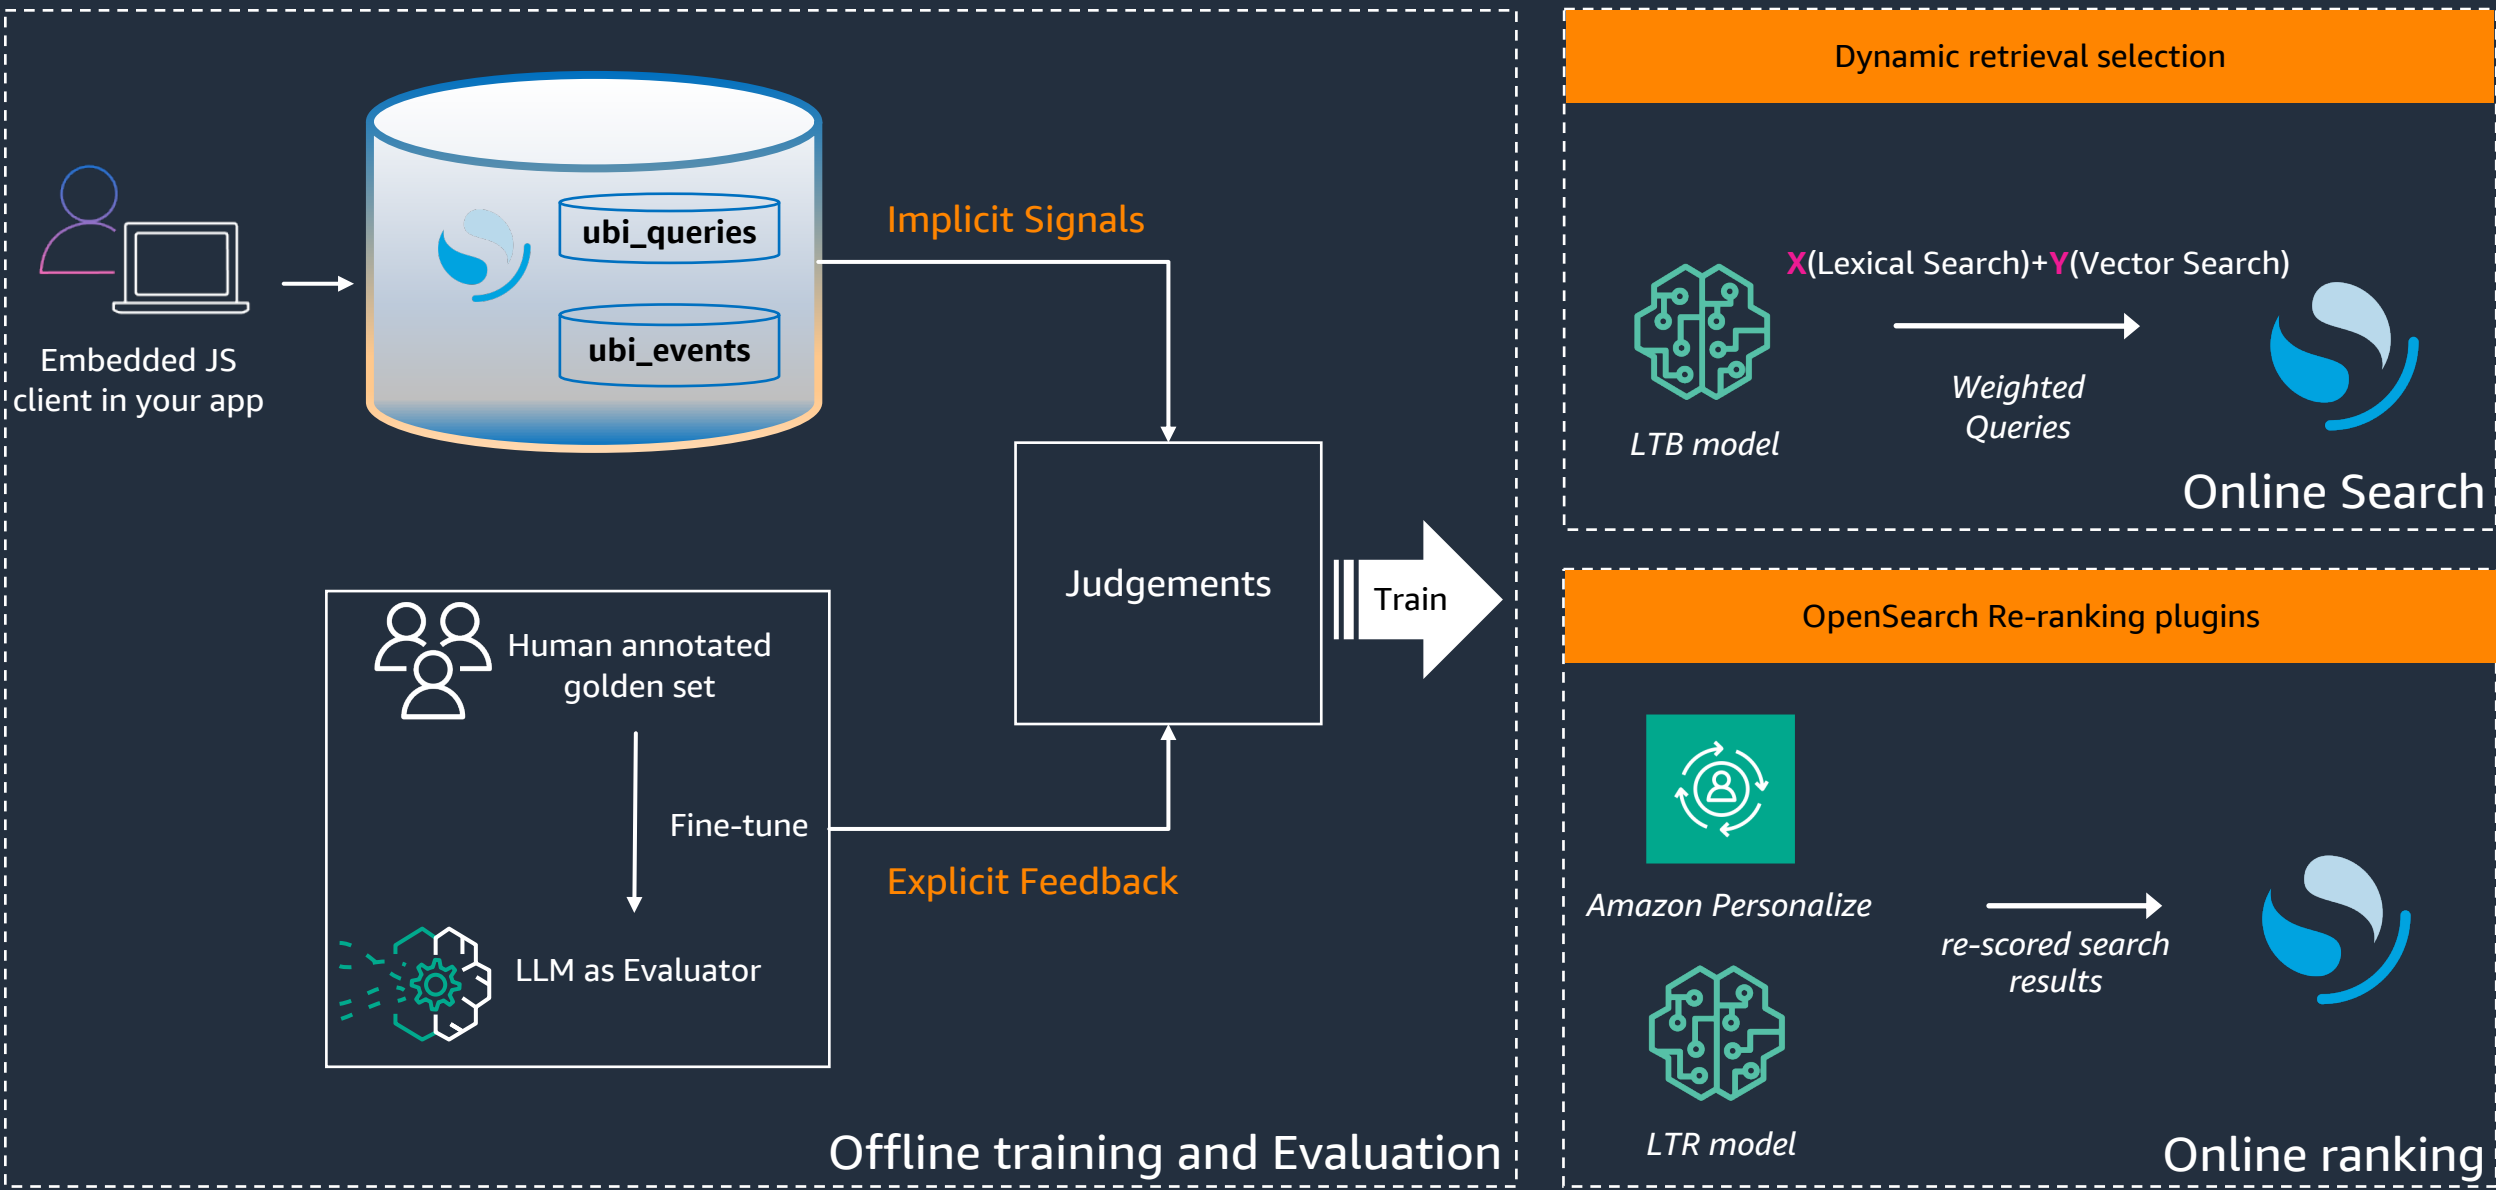 Embedded JS
client in your app
ubi_queries
ubi_events
Implicit Signals
Human annotated
golden set
Fine-tune
LLM as Evaluator
Explicit Feedback
Judgements
Train
Offline training and Evaluation
Dynamic retrieval selection
X(Lexical Search)+Y(Vector Search)
LTB model
Weighted
Queries
Online Search
OpenSearch Re-ranking plugins
Amazon Personalize
re-scored search
results
LTR model
Online ranking